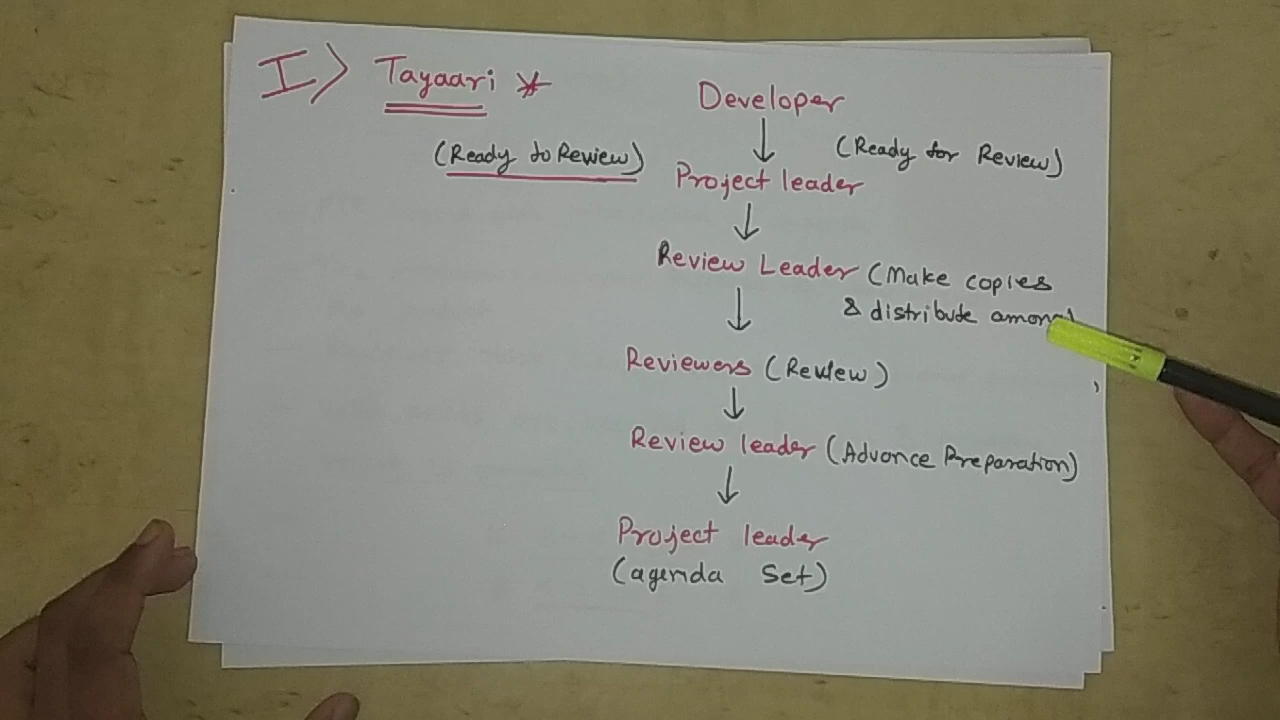 I> Tayaari *
Developer
(Ready to Review)
(Ready for Review)
Project leader
Review Leader (Make copies
& distribute among
Reviewers (Review)
Review leader (Advance Preparation)
Project leader
(agenda Set)